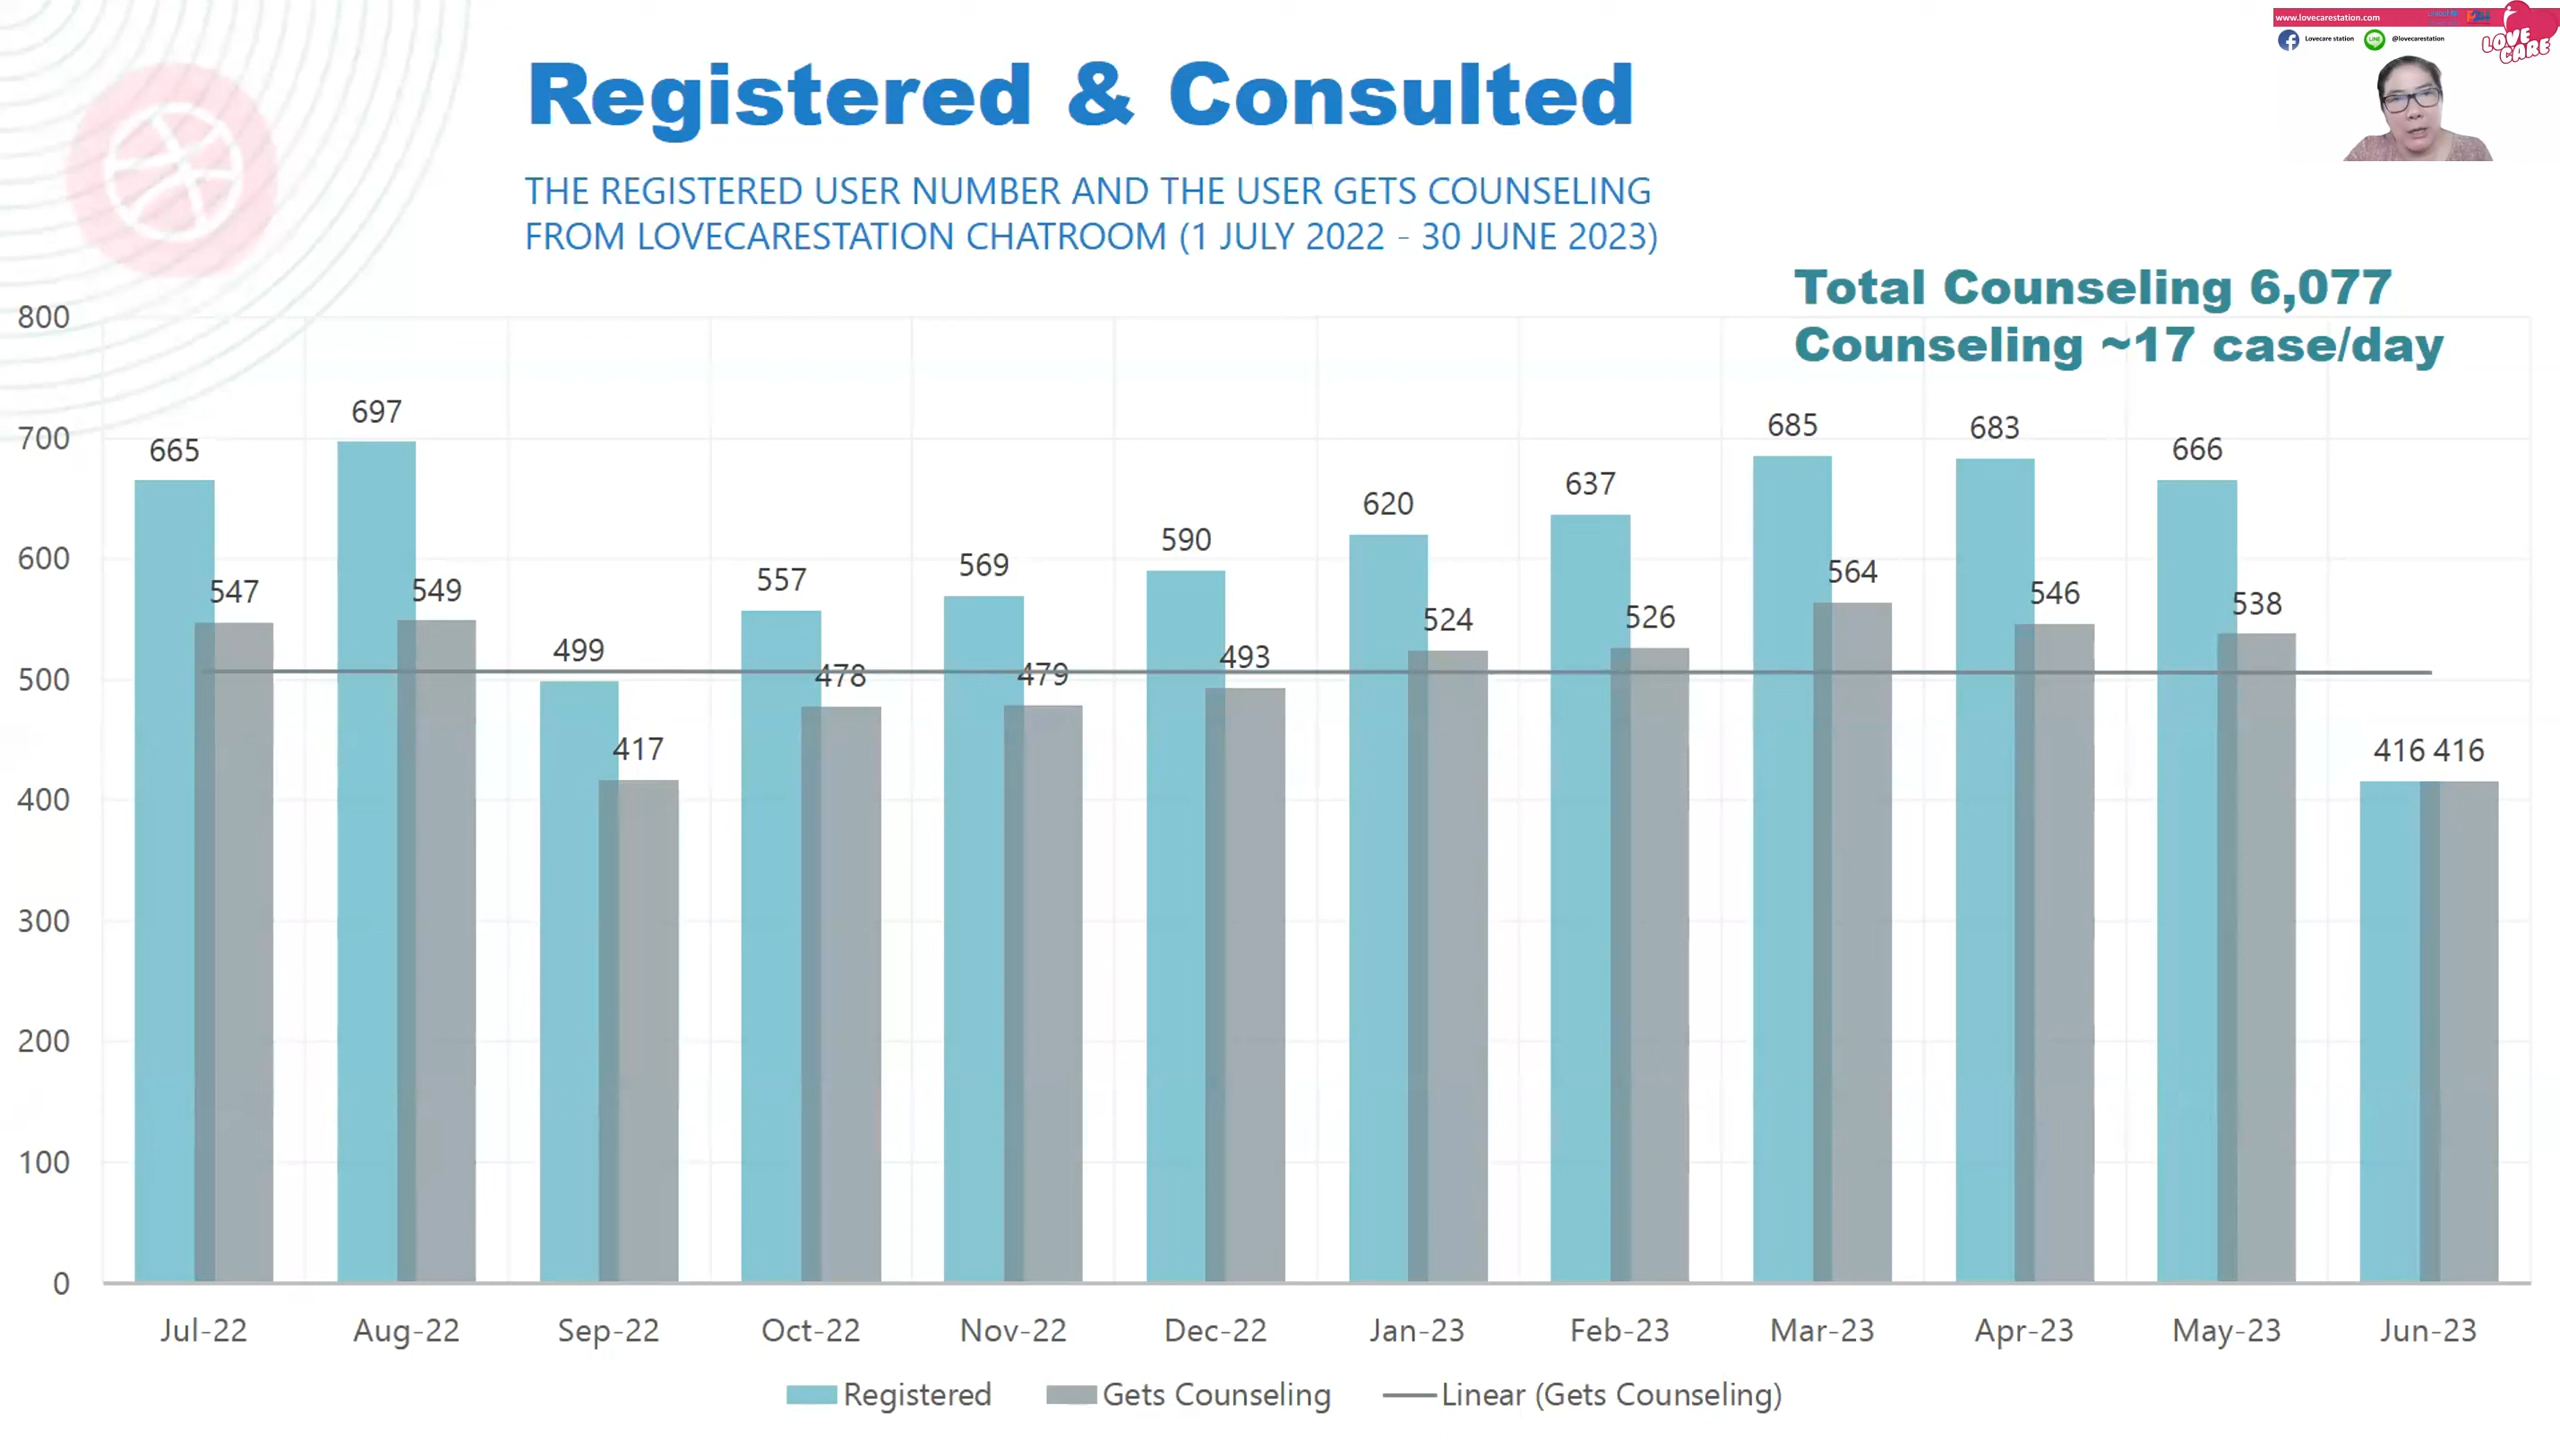 www.lovecarestation.com
Lovecare station
LINE
@lovecarestation
LOVE
CARE
Registered & Consulted
THE REGISTERED USER NUMBER AND THE USER GETS COUNSELING
FROM LOVECARESTATION CHATROOM (1 JULY 2022 - 30 JUNE 2023)
Total Counseling 6,077
Counseling ~17 case/day
800
700
600
500
400
300
200
100
0
665
547
697
549
499
417
557
478
569
479
590
493
620
524
637
526
685
564
683
546
666
538
416 416
Jul-22 Aug-22 Sep-22 Oct-22 Nov-22 Dec-22 Jan-23 Feb-23 Mar-23 Apr-23 May-23 Jun-23
Registered Gets Counseling Linear (Gets Counseling)